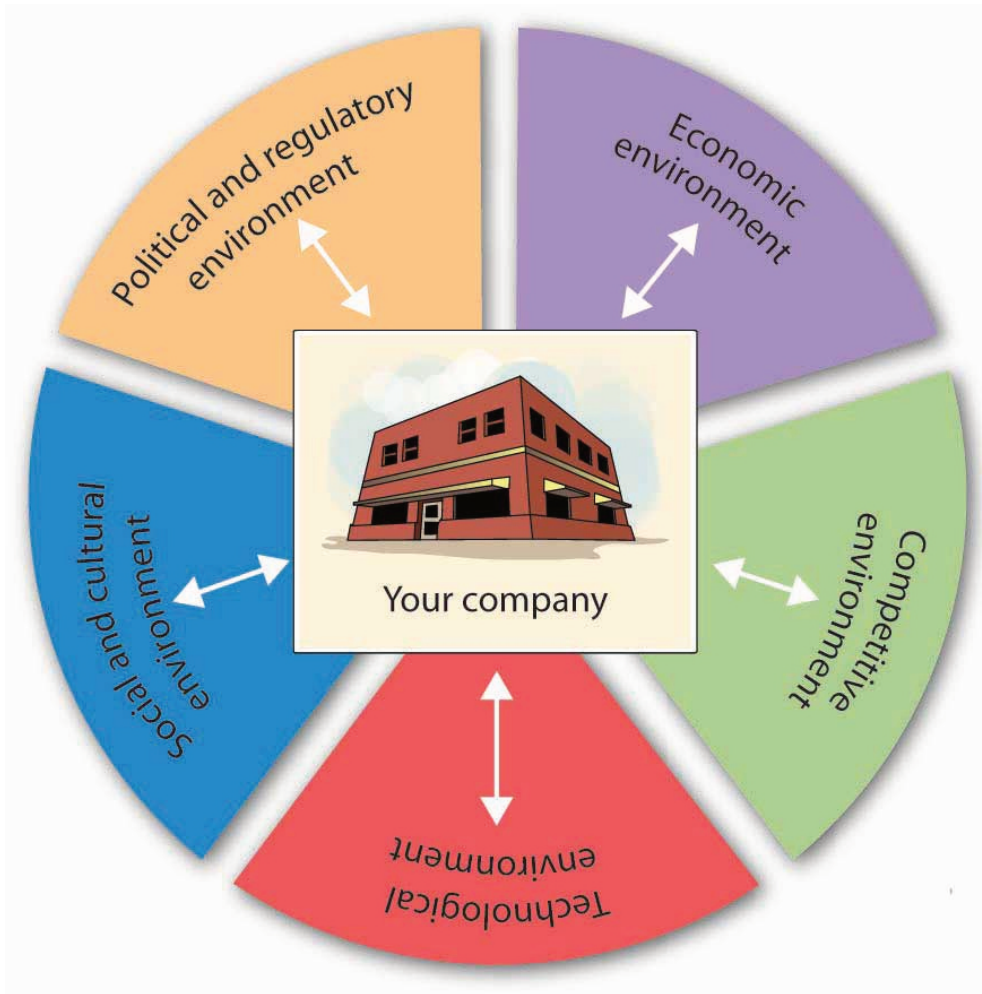 Political and regulatory
environment
Economic
environment
Competitive
environment
Technological
environment
Social and cultural
environment
Your company